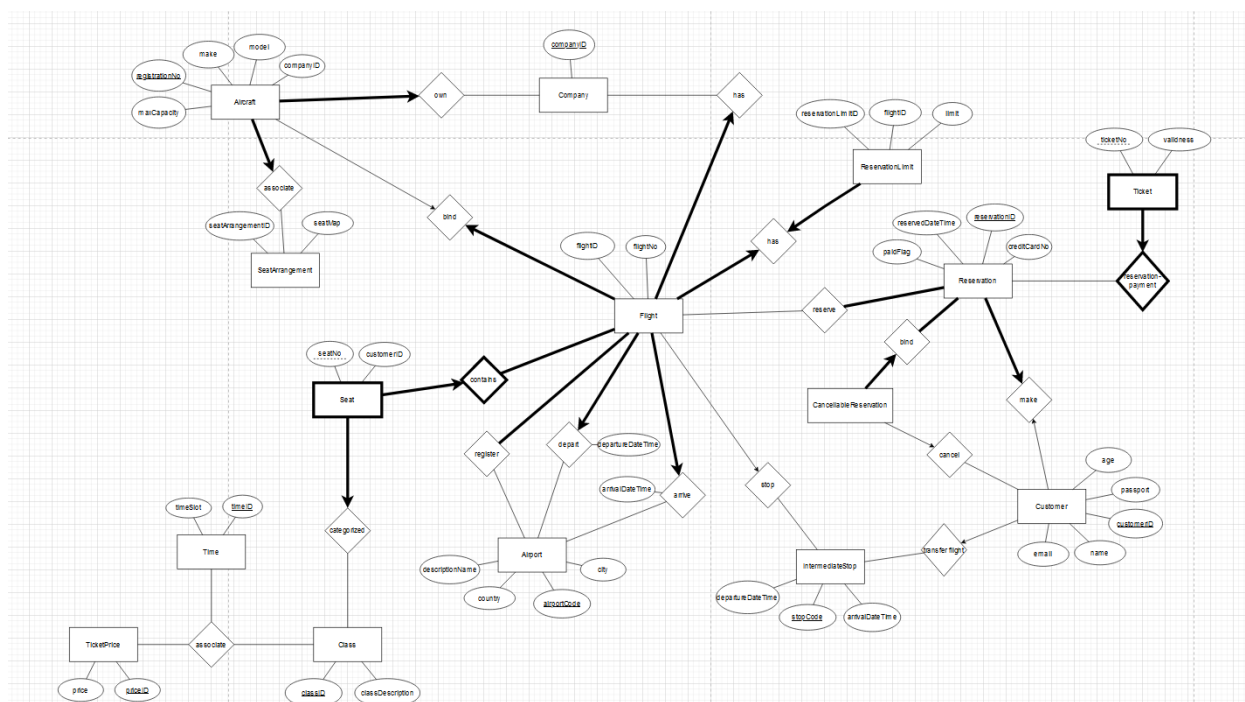 model
companyID
make
companyID
registrationNo
Aircraft
own
Company
has
maxCapacity
reservationLimitID
flightID
limit
ticketNo
validness
ReservationLimit
associate
Ticket
seatArrangementID
seatMap
bind
reservedDateTime
reservationID
flightID
flightNo
has
paidFlag
creditCardNo
SeatArrangement
Reservation
reservation-
payment
Flight
reserve
bind
seatNo
customerID
contains
Seat
CancellableReservation
make
register
depart
departureDateTime
cancel
age
arrivalDateTime
arrive
stop
passport
timeSlot
timeID
categorized
Customer
customerID
Time
Airport
transfer flight
email
name
descriptionName
city
IntermediateStop
country
airportCode
departureDateTime
stopCode
arrivalDateTime
TicketPrice
associate
Class
price
priceID
classID
classDescription